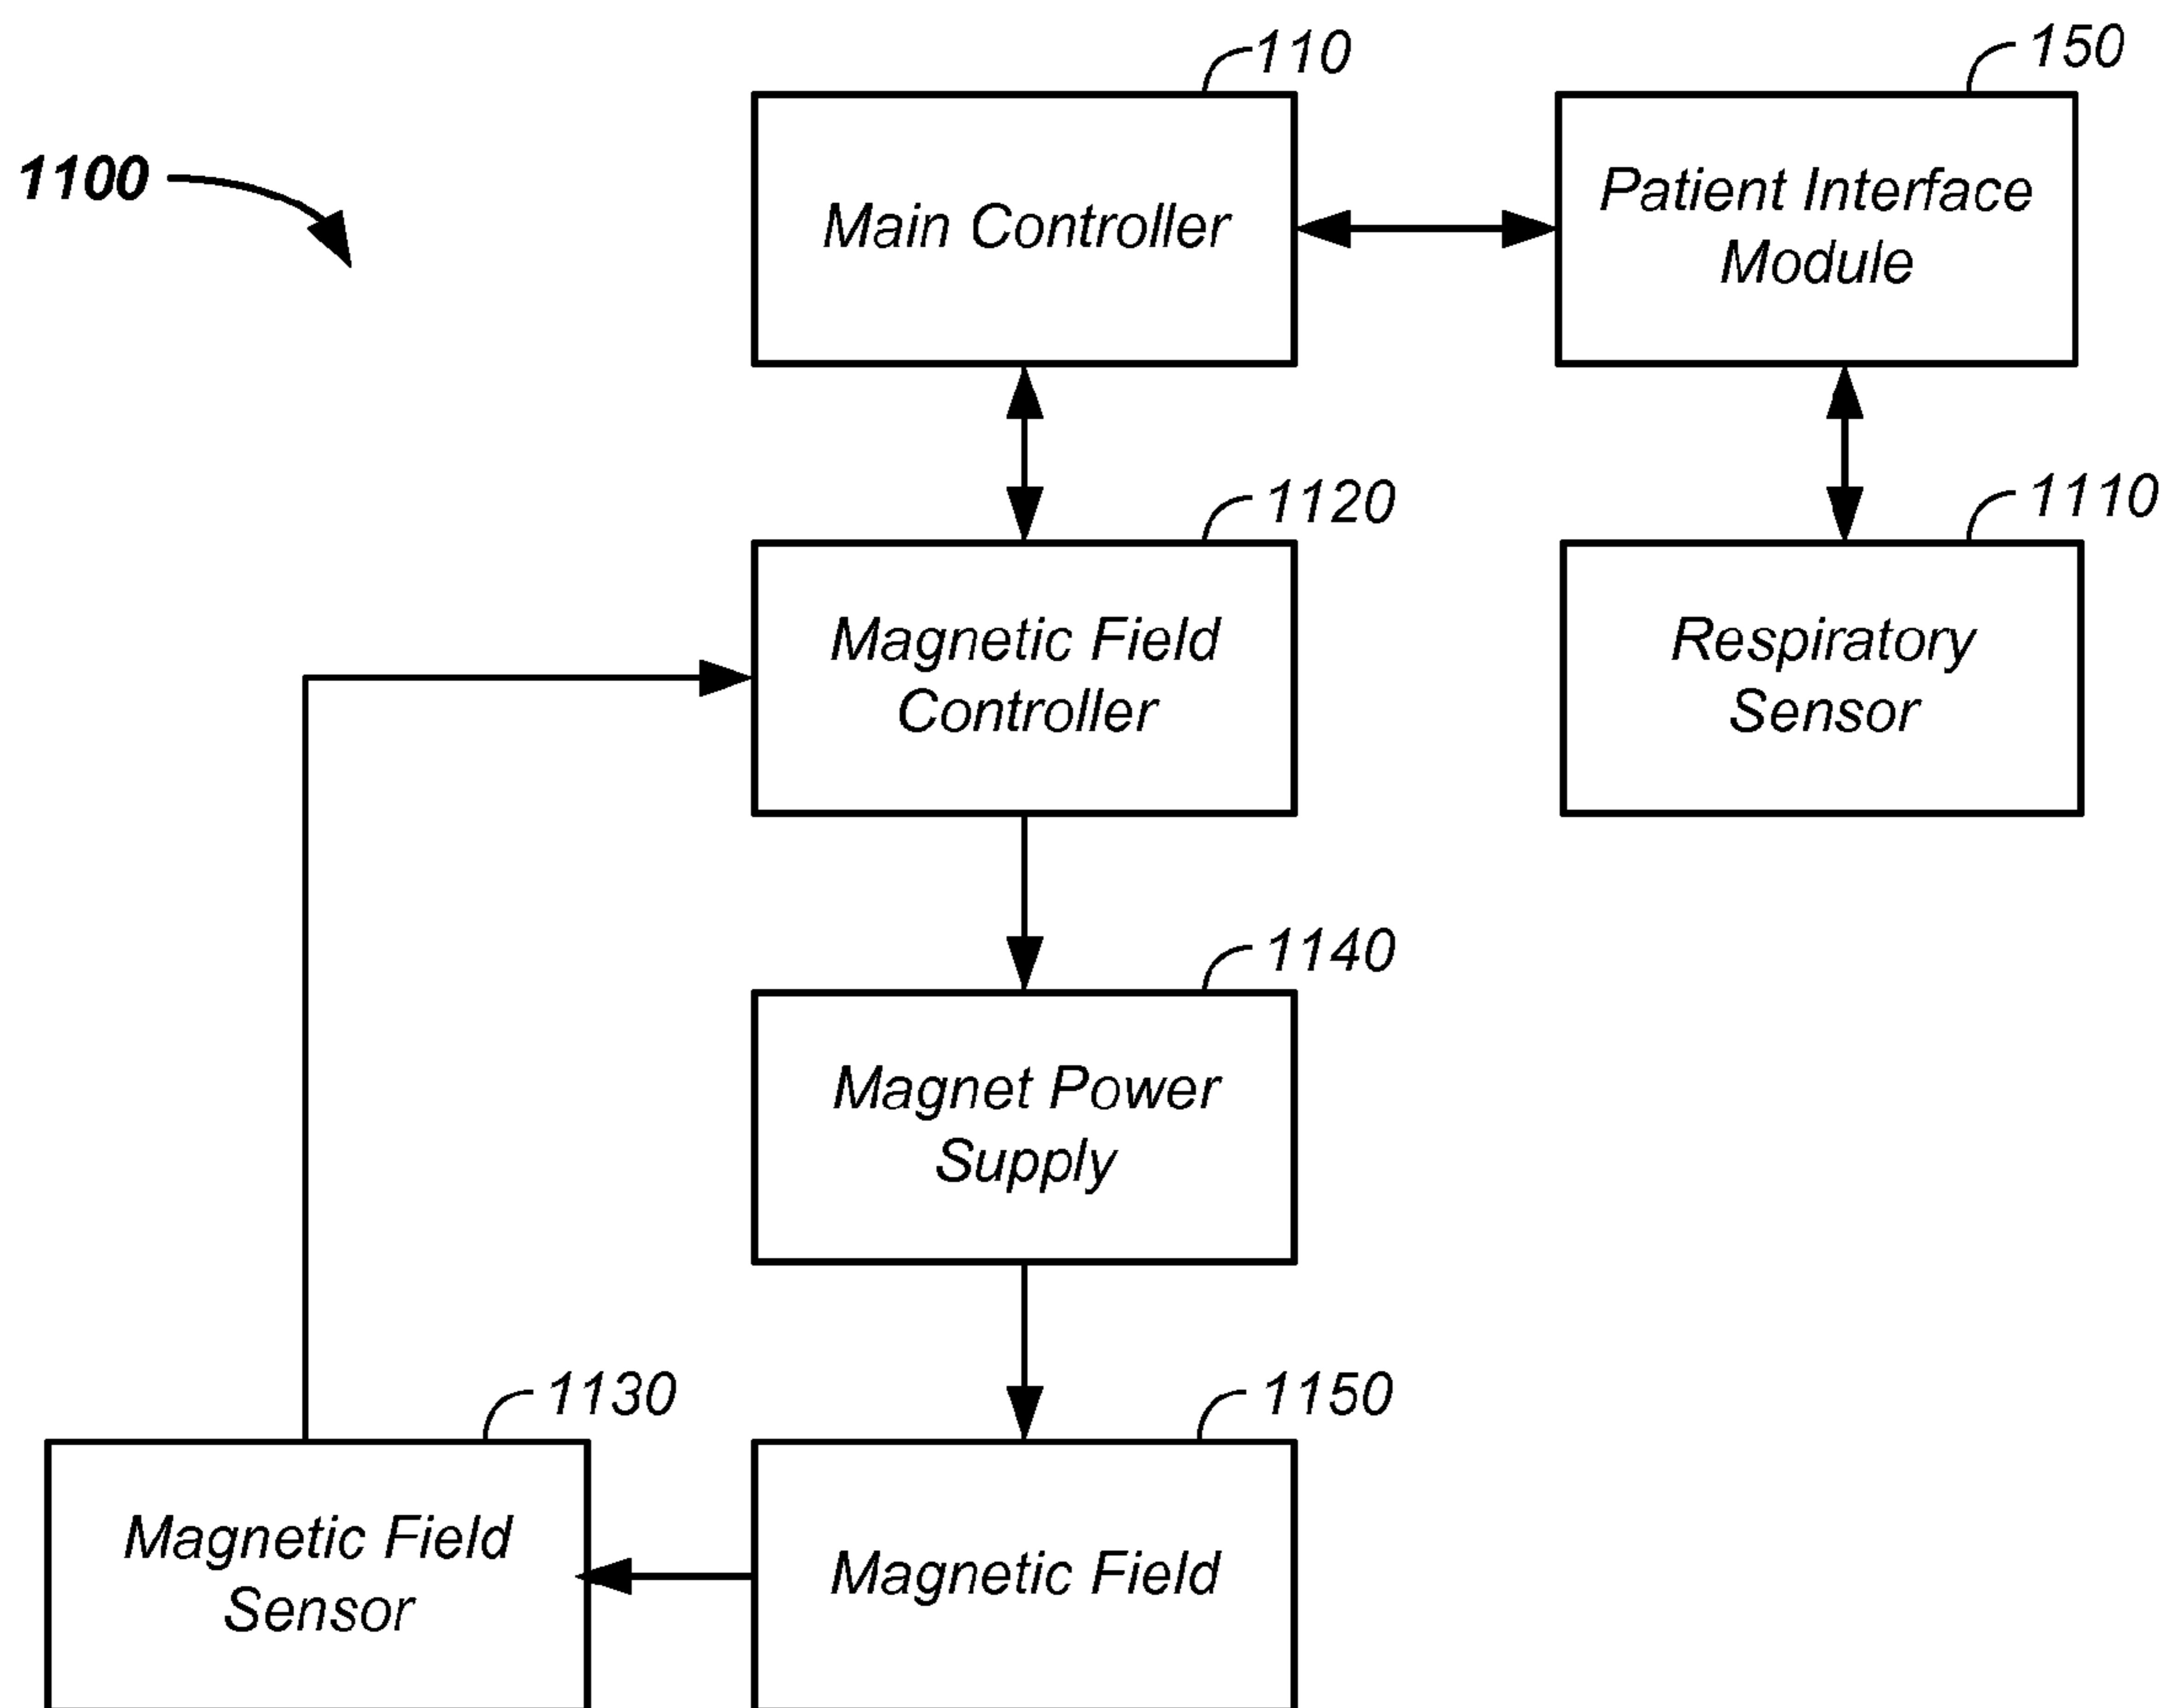 110
150
1100
Main Controller
Patient Interface
Module
1120
1110
Magnetic Field
Controller
Respiratory
Sensor
1140
Magnet Power
Supply
1130
1150
Magnetic Field
Sensor
Magnetic Field